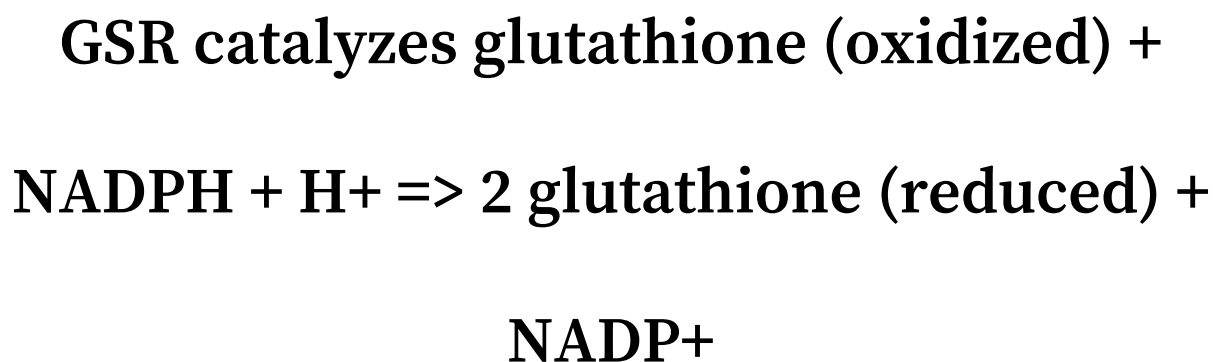 GSR catalyzes glutathione (oxidized) +
NADPH + H+ => 2 glutathione (reduced) +
NADP+